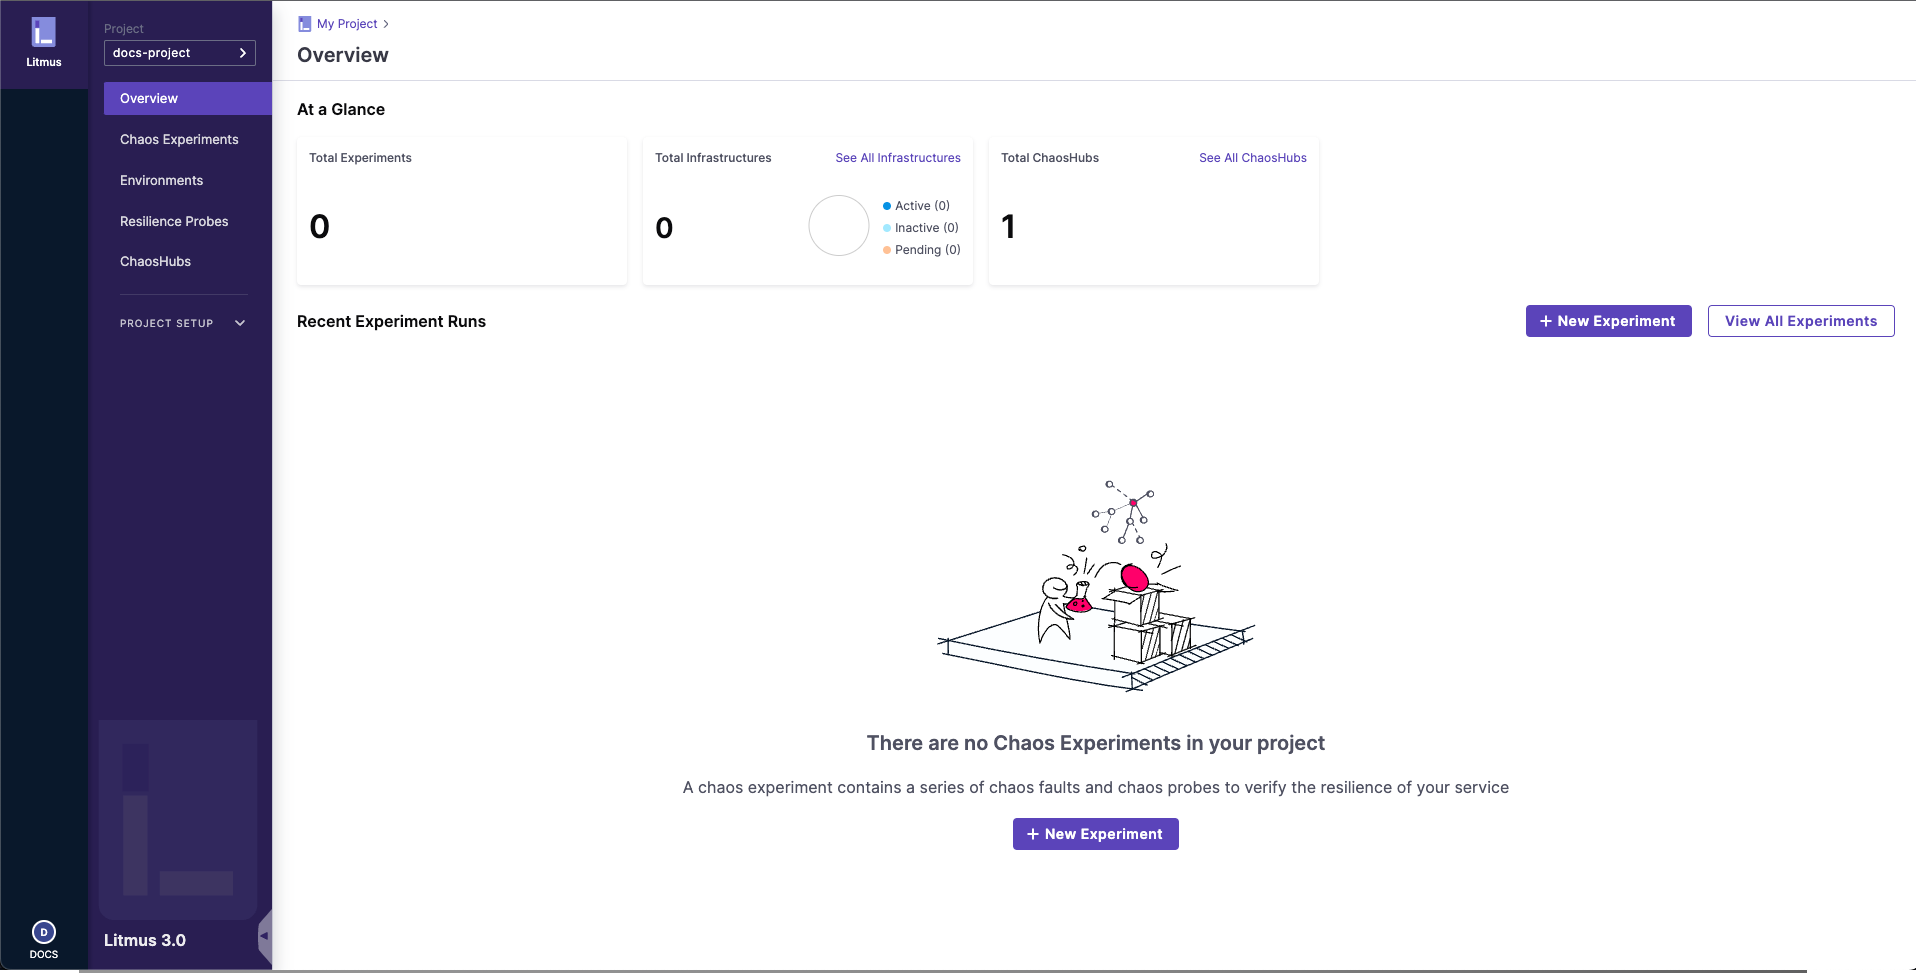 Litmus
Project
docs-project
Overview
Chaos Experiments
Environments
Resilience Probes
ChaosHubs
PROJECT SETUP
Litmus 3.0
D
DOCS
My Project
Overview
At a Glance
Total Experiments
0
Total Infrastructures
See All Infrastructures
0
Active (0)
Inactive (0)
Pending (0)
Total ChaosHubs
See All ChaosHubs
1
Recent Experiment Runs
+ New Experiment
View All Experiments
There are no Chaos Experiments in your project
A chaos experiment contains a series of chaos faults and chaos probes to verify the resilience of your service
+ New Experiment